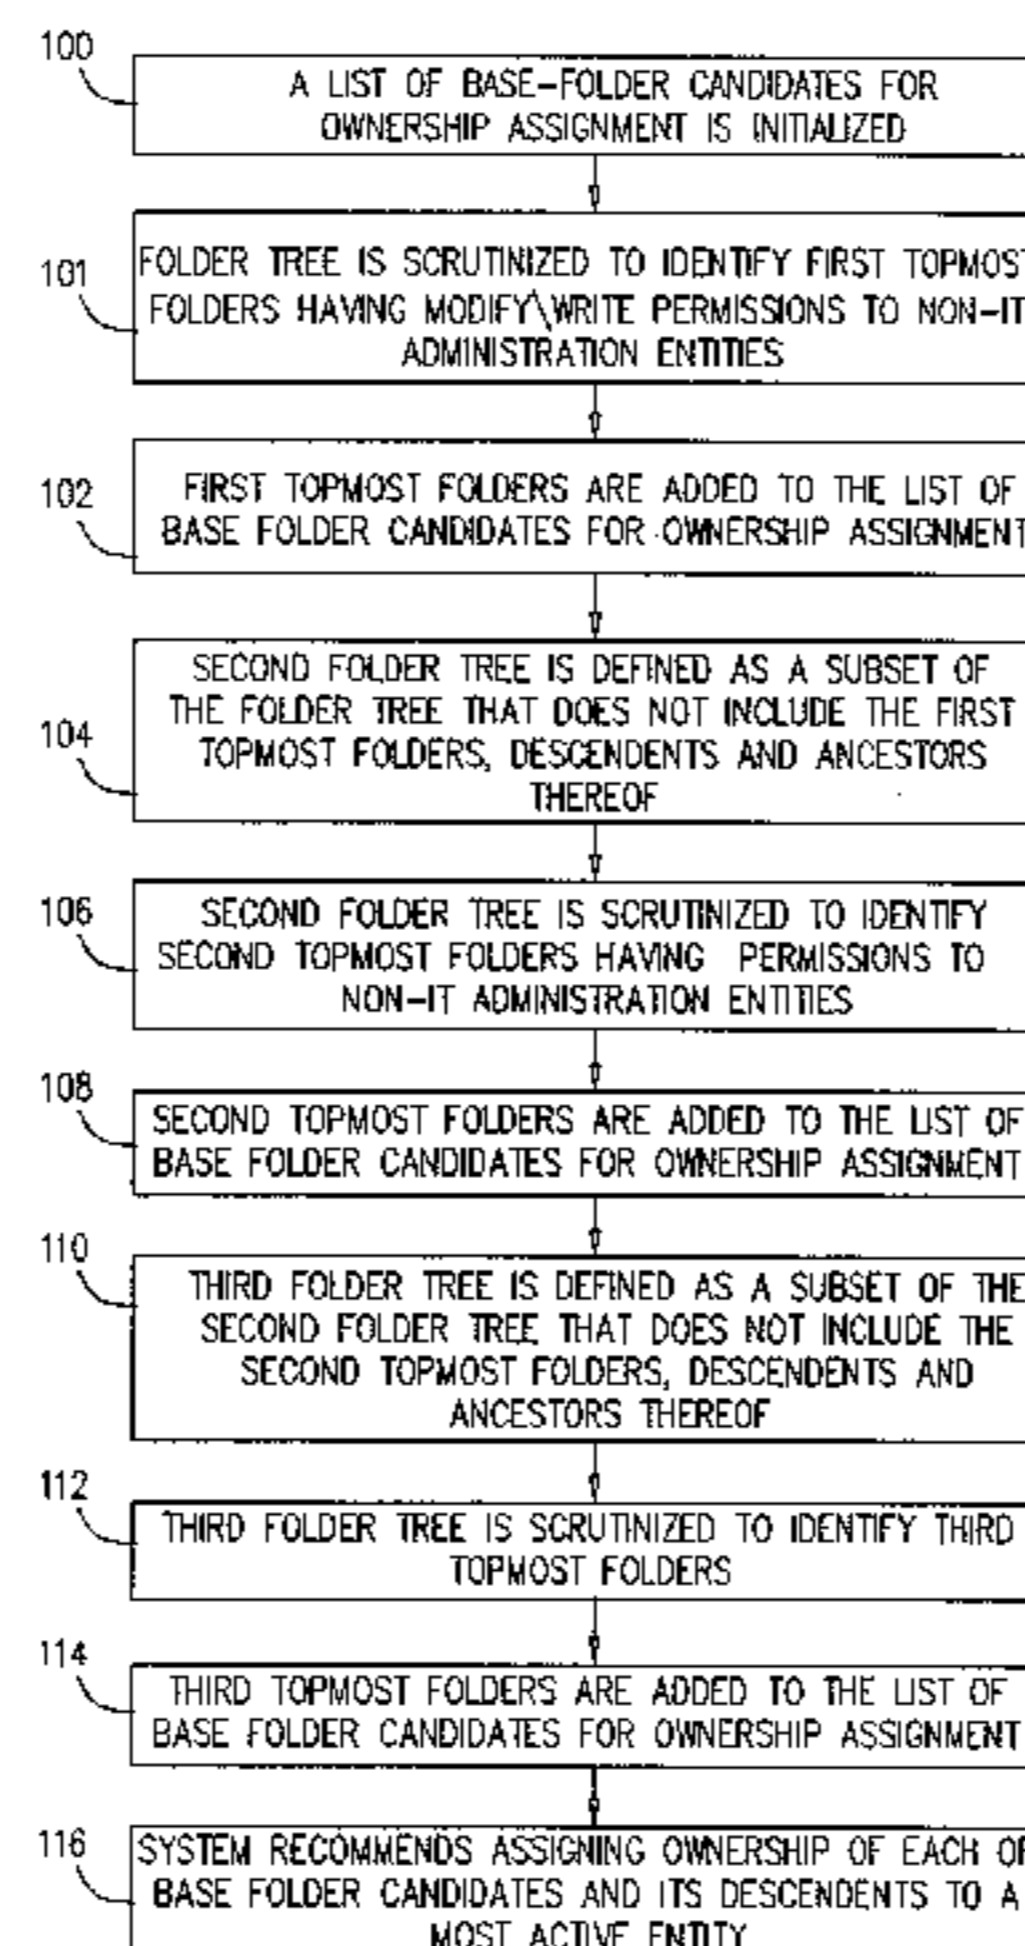 100
A LIST OF BASE-FOLDER CANDIDATES FOR
OWNERSHIP ASSIGNMENT IS INITIALIZED
101
FOLDER TREE IS SCRUTINIZED TO IDENTIFY FIRST TOPMOST
FOLDERS HAVING MODIFY\WRITE PERMISSIONS TO NON-IT
ADMINISTRATION ENTITIES
102
FIRST TOPMOST FOLDERS ARE ADDED TO THE LIST OF
BASE FOLDER CANDIDATES FOR OWNERSHIP ASSIGNMENT
104
SECOND FOLDER TREE IS DEFINED AS A SUBSET OF
THE FOLDER TREE THAT DOES NOT INCLUDE THE FIRST
TOPMOST FOLDERS, DESCENDENTS AND ANCESTORS
THEREOF
106
SECOND FOLDER TREE IS SCRUTINIZED TO IDENTIFY
SECOND TOPMOST FOLDERS HAVING PERMISSIONS TO
NON-IT ADMINISTRATION ENTITIES
108
SECOND TOPMOST FOLDERS ARE ADDED TO THE LIST OF
BASE FOLDER CANDIDATES FOR OWNERSHIP ASSIGNMENT
110
THIRD FOLDER TREE IS DEFINED AS A SUBSET OF THE
SECOND FOLDER TREE THAT DOES NOT INCLUDE THE
SECOND TOPMOST FOLDERS, DESCENDENTS AND
ANCESTORS THEREOF
112
THIRD FOLDER TREE IS SCRUTINIZED TO IDENTIFY THIRD
TOPMOST FOLDERS
114
THIRD TOPMOST FOLDERS ARE ADDED TO THE LIST OF
BASE FOLDER CANDIDATES FOR OWNERSHIP ASSIGNMENT
116
SYSTEM RECOMMENDS ASSIGNING OWNERSHIP OF EACH OF
BASE FOLDER CANDIDATES AND ITS DESCENDENTS TO A
MOST ACTIVE ENTITY